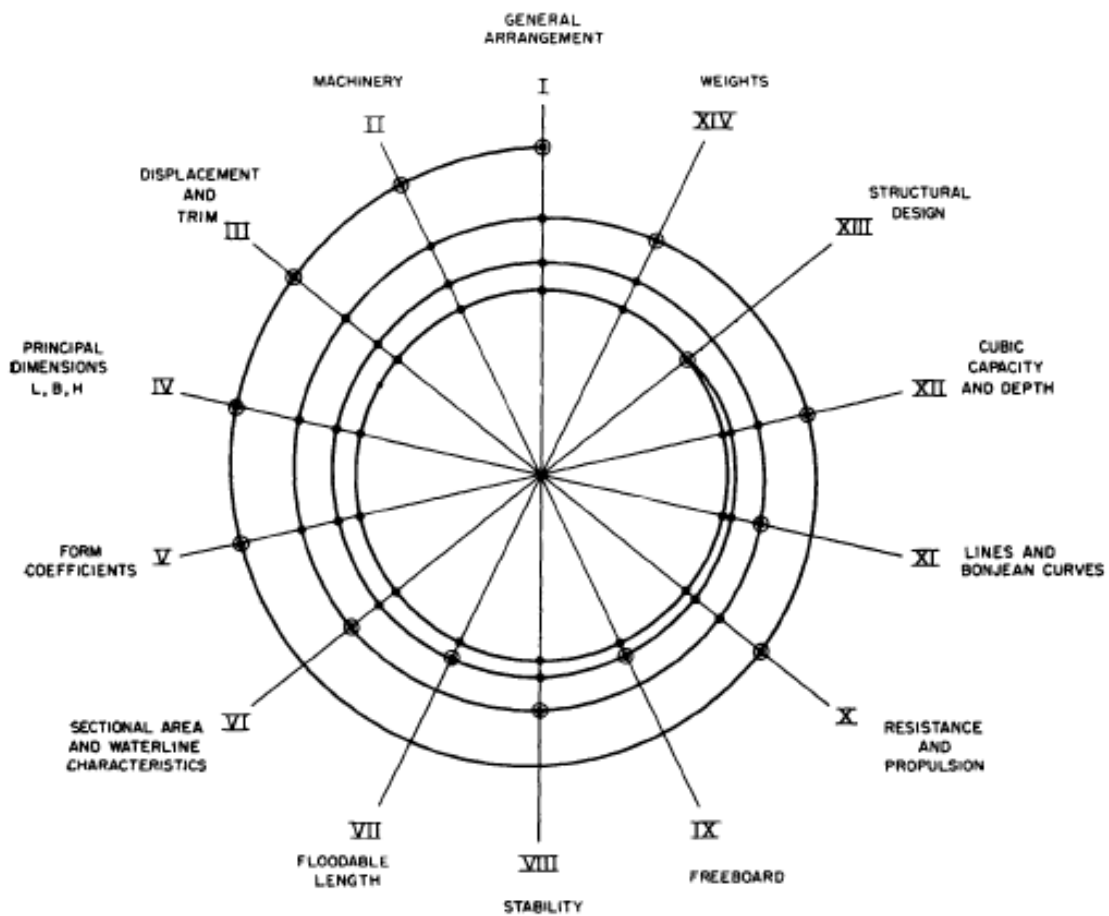 GENERAL
ARRANGEMENT
I
MACHINERY
II
DISPLACEMENT
AND
TRIM
III
PRINCIPAL
DIMENSIONS
L, B, H
IV
FORM
COEFFICIENTS
V
SECTIONAL AREA
AND WATERLINE
CHARACTERISTICS
VI
VII
FLOODABLE
LENGTH
VIII
STABILITY
IX
FREEBOARD
X
RESISTANCE
AND
PROPULSION
XI
LINES AND
BONJEAN CURVES
CUBIC
CAPACITY
AND DEPTH
XII
STRUCTURAL
DESIGN
XIII
WEIGHTS
XIV